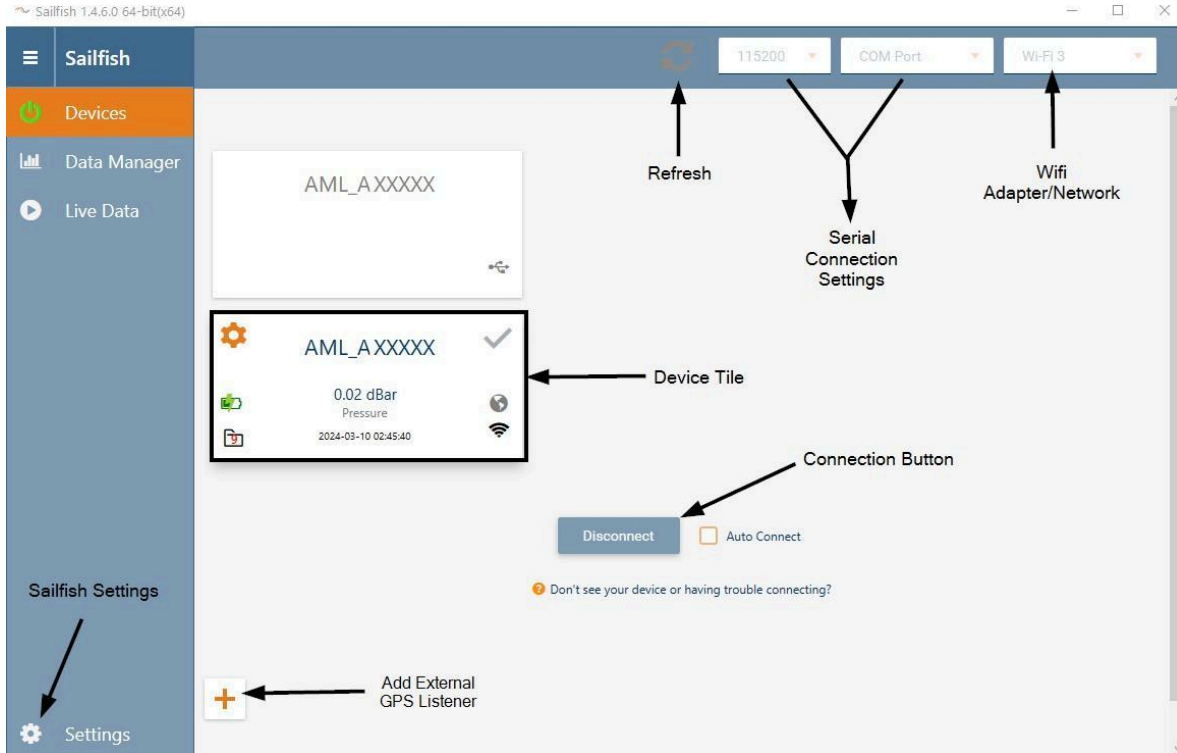 Sailfish 1.4.6.0 64-bit(x64)
Sailfish
115200
COM Port
Wi-Fi 3
Devices
Data Manager
Live Data
Refresh
Serial
Connection
Settings
Wifi
Adapter/Network
AML_AXXXXX
AML_AXXXXX
0.02 dBar
Pressure
2024-03-10 02:45:40
9
Device Tile
Connection Button
Disconnect
Auto Connect
? Don't see your device or having trouble connecting?
Sailfish Settings
Add External
GPS Listener
Settings